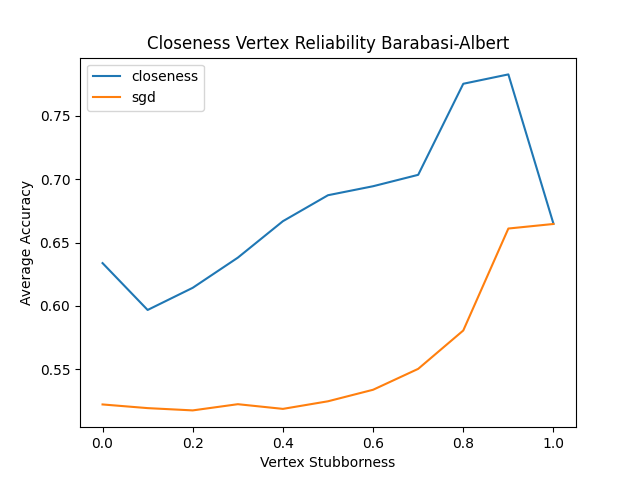 Closeness Vertex Reliability Barabasi-Albert
closeness
sgd
Average Accuracy
0.75
0.70
0.65
0.60
0.55
0.0 0.2 0.4 0.6 0.8 1.0
Vertex Stubborness